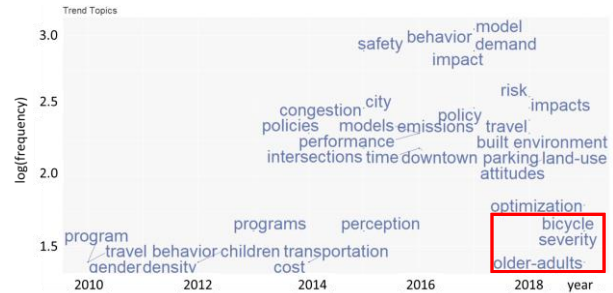 Trend Topics
log(frequency)
3.0
model
behavior
safety
demand
impact
2.5
risk
city
impacts
congestion
policy
policies
models
emissions
travel
performance
built environment
intersections
time
downtown
parking
land-use
2.0
attitudes
optimization
programs
perception
bicycle
program
severity
1.5
travel behavior
children
transportation
gender
density
cost
older-adults
2010
2012
2014
2016
2018
year